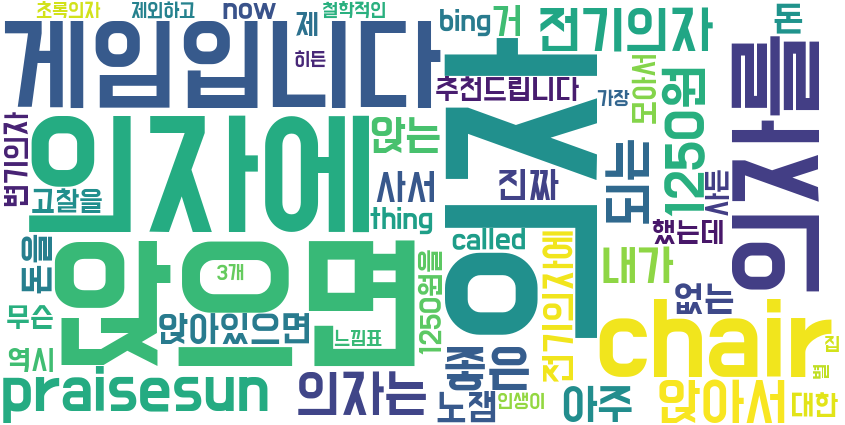 초록의자 제외하고 now 제 철학적인 bing 거 전기의자 돈
게임입니다 히든 추천드립니다 가장 모아서 1250원 의자를
변기의자 의자에 앉는 의자 진짜 되는 사는
고찰을 사서 thing 했는데
돈을 앉으면 3개 called 내가 없는
무슨 앉아있으면 느낌표 1250원을 전기의자에 chair
역시 좋은 집
praisesun 의자는 노잼 인생이 아주 앉아서 대한 별